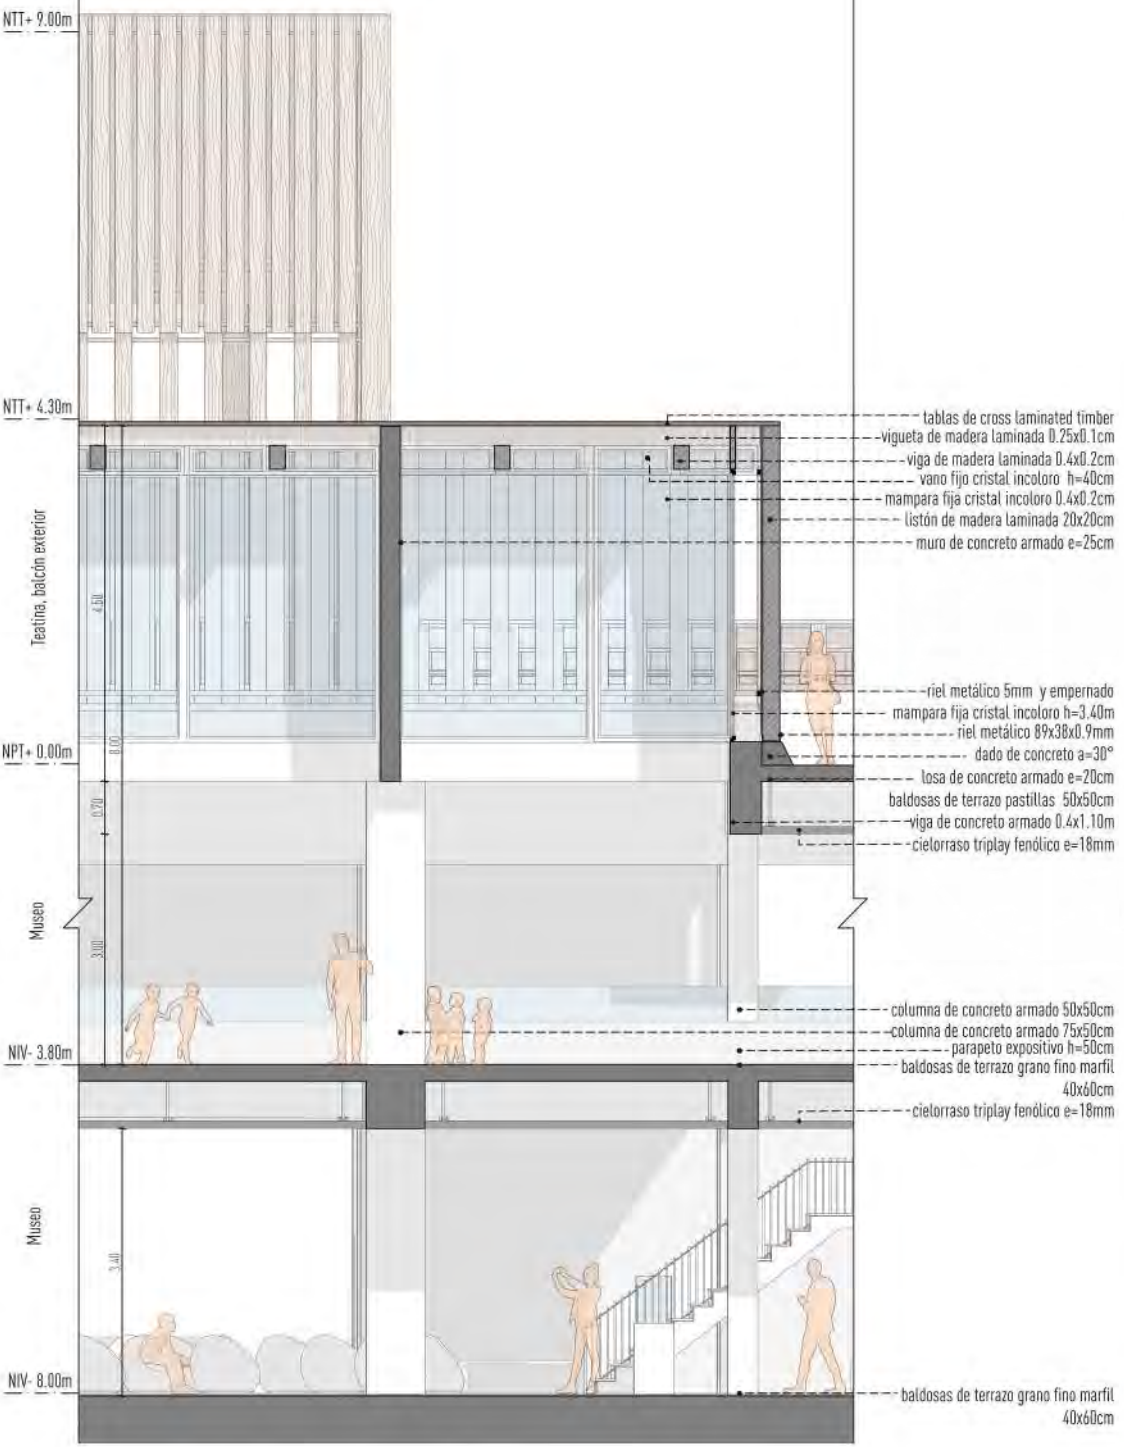 NTT+ 9.00m
NTT+ 4.30m
tablas de cross laminated timber
vigueta de madera laminada 0.25x0.1cm
viga de madera laminada 0.4x0.2cm
vano fijo cristal incoloro h=40cm
mampara fija cristal incoloro 0.4x0.2cm
listón de madera laminada 20x20cm
muro de concreto armado e=25cm
Teatina, balcón exterior
4.60
riel metálico 5mm y empernado
mampara fija cristal incoloro h=3.40m
riel metálico 89x38x0.9mm
NPT+ 0.00m
8.00
dado de concreto a=30°
losa de concreto armado e=20cm
baldosas de terrazo pastillas 50x50cm
0.70
viga de concreto armado 0.4x1.10m
cielorraso triplay fenólico e=18mm
Museo
3.00
columna de concreto armado 50x50cm
columna de concreto armado 75x50cm
parapeto expositivo h=50cm
NIV- 3.80m
baldosas de terrazo grano fino marfil
40x60cm
cielorraso triplay fenólico e=18mm
Museo
3.40
NIV- 8.00m
baldosas de terrazo grano fino marfil
40x60cm